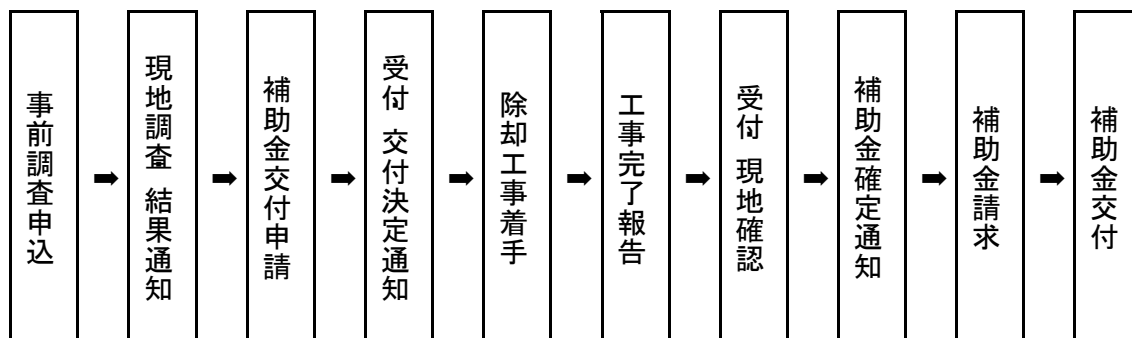 事前調査申込
➡
現地調査 結果通知
➡
補助金交付申請
➡
受付 交付決定通知
➡
除却工事着手
➡
工事完了報告
➡
受付 現地確認
➡
補助金確定通知
➡
補助金請求
➡
補助金交付